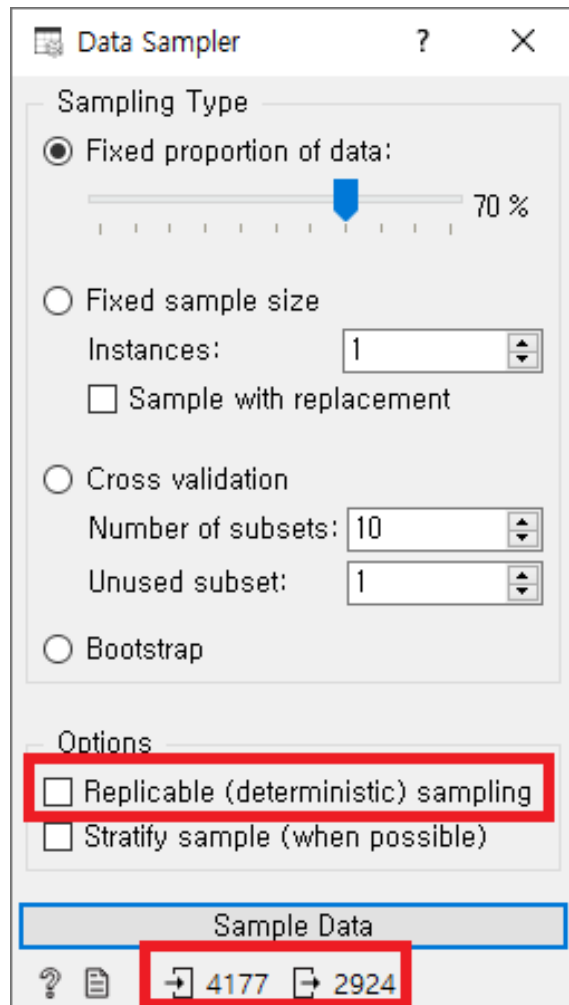 Data Sampler ? ×
Sampling Type
Fixed proportion of data:
70 %
Fixed sample size
Instances: 1
Sample with replacement
Cross validation
Number of subsets: 10
Unused subset: 1
Bootstrap
Options
Replicable (deterministic) sampling
Stratify sample (when possible)
Sample Data
? 4177 2924